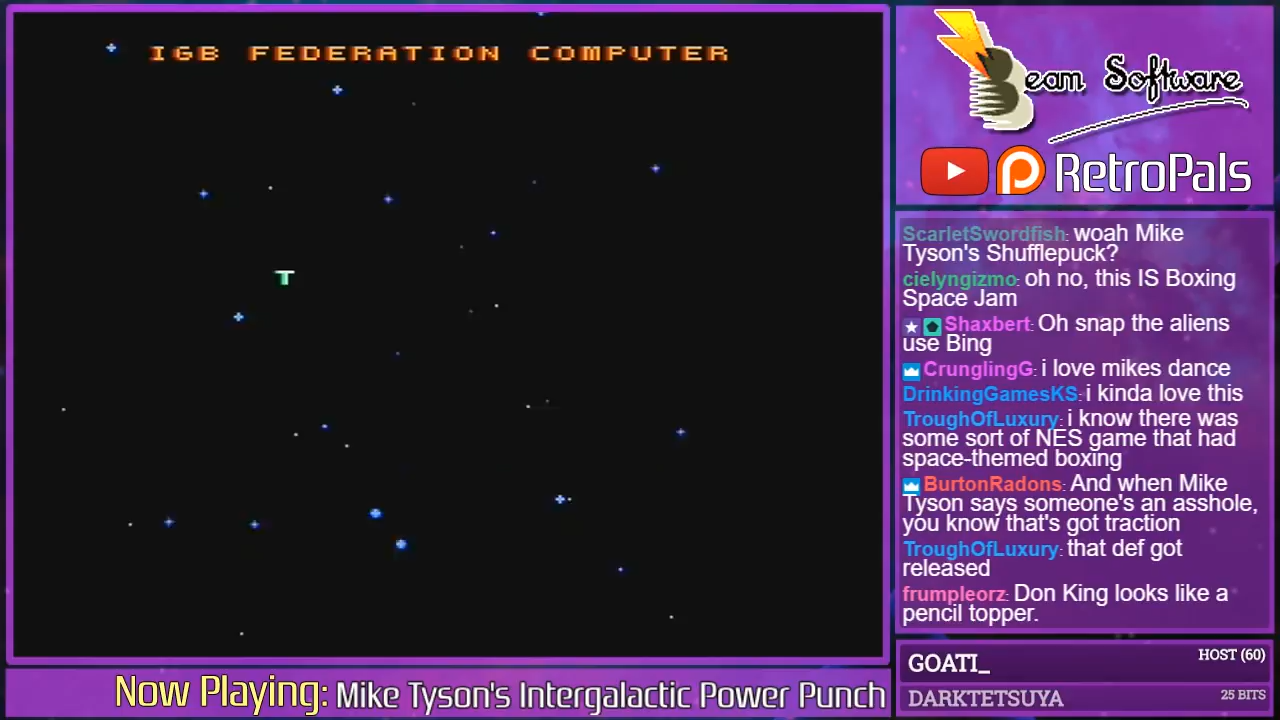 IGB FEDERATION COMPUTER
T
Now Playing: Mike Tyson's Intergalactic Power Punch
Beam Software
RetroPals
ScarletSwordfish: woah Mike
Tyson's Shufflepuck?
cielyngizmo: oh no, this IS Boxing
Space Jam
Shaxbert: Oh snap the aliens
use Bing
CrunglingG: i love mikes dance
DrinkingGamesKS: i kinda love this
TroughOfLuxury: i know there was
some sort of NES game that had
space-themed boxing
BurtonRadons: And when Mike
Tyson says someone's an asshole,
you know that's got traction
TroughOfLuxury: that def got
released
frumpleorz: Don King looks like a
pencil topper.
GOATI_ HOST (60)
DARKTETSUYA 25 BITS